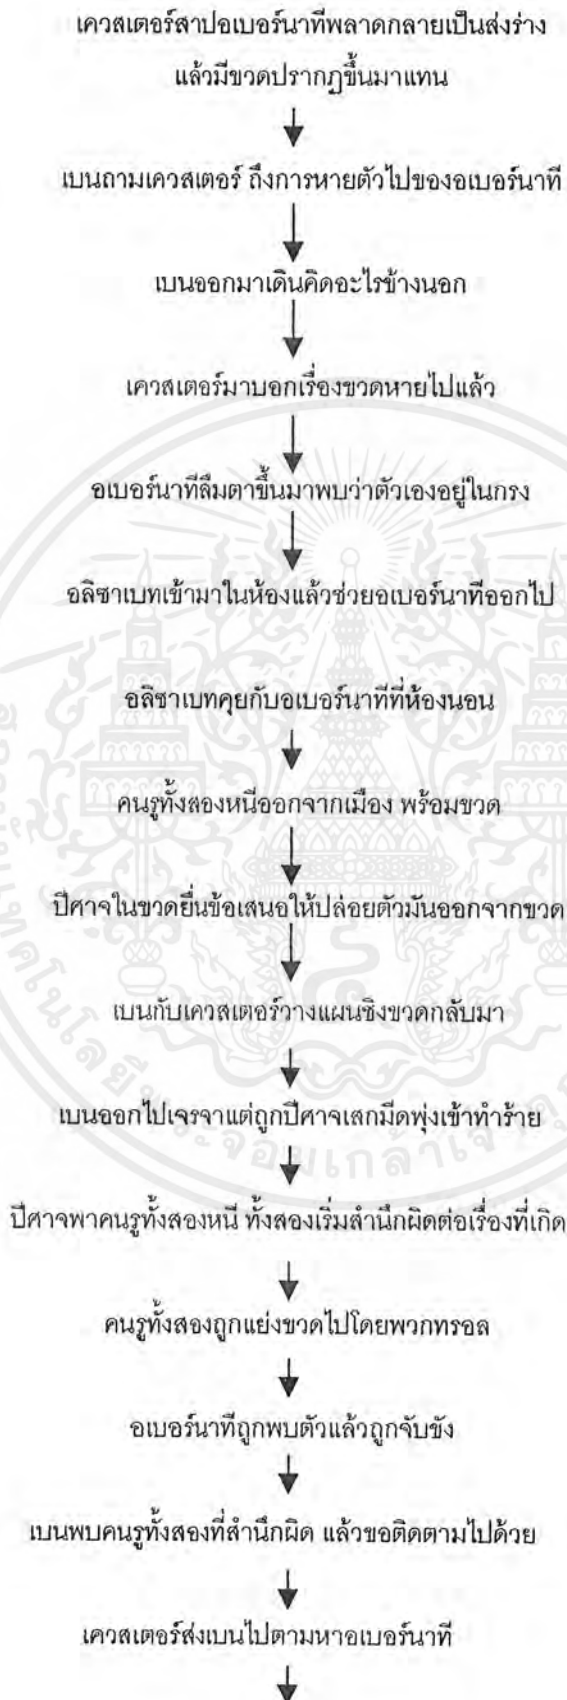 เควสเตอร์สาปอเบอร์นาทีพลาดกลายเป็นส่งร่าง
แล้วมีขวดปรากฏขึ้นมาแทน
เบนถามเควสเตอร์ ถึงการหายตัวไปของอเบอร์นาที
เบนออกมาเดินคิดอะไรข้างนอก
เควสเตอร์มาบอกเรื่องขวดหายไปแล้ว
อเบอร์นาทีลืมตาขึ้นมาพบว่าตัวเองอยู่ในกรง
อลิซาเบทเข้ามาในห้องแล้วช่วยอเบอร์นาทีออกไป
อลิซาเบทคุยกับอเบอร์นาทีที่ห้องนอน
คนรูทั้งสองหนีออกจากเมือง พร้อมขวด
ปีศาจในขวดยื่นข้อเสนอให้ปล่อยตัวมันออกจากขวด
เบนกับเควสเตอร์วางแผนชิงขวดกลับมา
เบนออกไปเจรจาแต่ถูกปีศาจเสกมีดพุ่งเข้าทำร้าย
ปีศาจพาคนรูทั้งสองหนี ทั้งสองเริ่มสำนึกผิดต่อเรื่องที่เกิด
คนรูทั้งสองถูกแย่งขวดไปโดยพวกทรอล
อเบอร์นาทีถูกพบตัวแล้วถูกจับขัง
เบนพบคนรูทั้งสองที่สำนึกผิด แล้วขอติดตามไปด้วย
เควสเตอร์ส่งเบนไปตามหาอเบอร์นาที